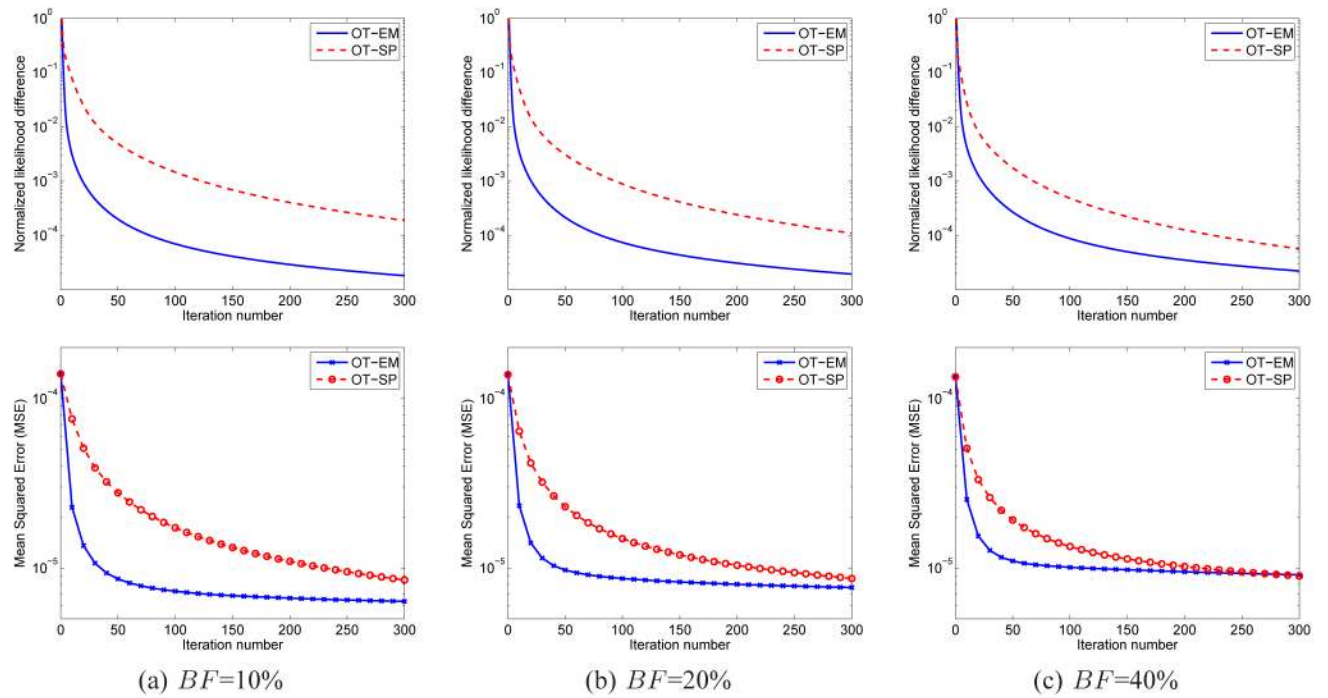 Normalized likelihood difference
10⁰
10⁻¹
10⁻²
10⁻³
10⁻⁴
OT-EM
OT-SP
0 50 100 150 200 250 300
Iteration number
Normalized likelihood difference
10⁰
10⁻¹
10⁻²
10⁻³
10⁻⁴
OT-EM
OT-SP
0 50 100 150 200 250 300
Iteration number
Normalized likelihood difference
10⁰
10⁻¹
10⁻²
10⁻³
10⁻⁴
OT-EM
OT-SP
0 50 100 150 200 250 300
Iteration number
Mean Squared Error (MSE)
10⁻⁴
10⁻⁵
OT-EM
OT-SP
0 50 100 150 200 250 300
Iteration number
Mean Squared Error (MSE)
10⁻⁴
10⁻⁵
OT-EM
OT-SP
0 50 100 150 200 250 300
Iteration number
Mean Squared Error (MSE)
10⁻⁴
10⁻⁵
OT-EM
OT-SP
0 50 100 150 200 250 300
Iteration number
(a) BF=10%
(b) BF=20%
(c) BF=40%